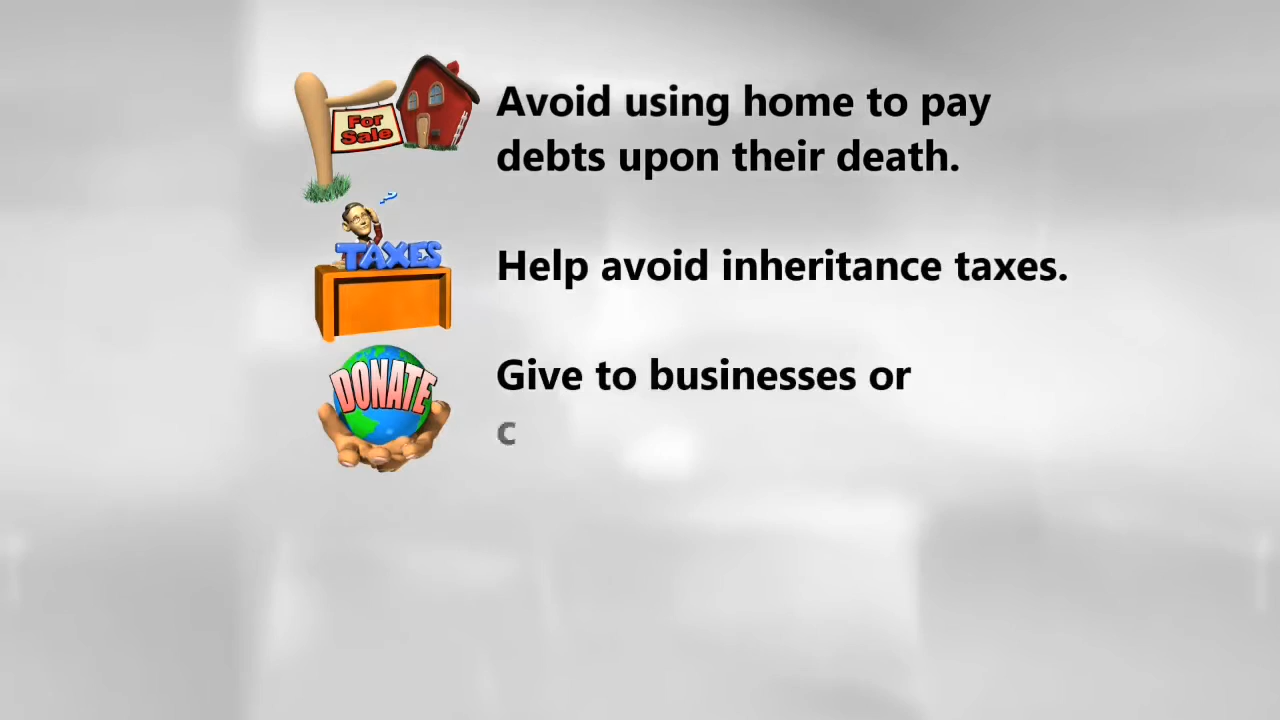 For
Sale
Avoid using home to pay
debts upon their death.
TAXES
Help avoid inheritance taxes.
DONATE
Give to businesses or
c